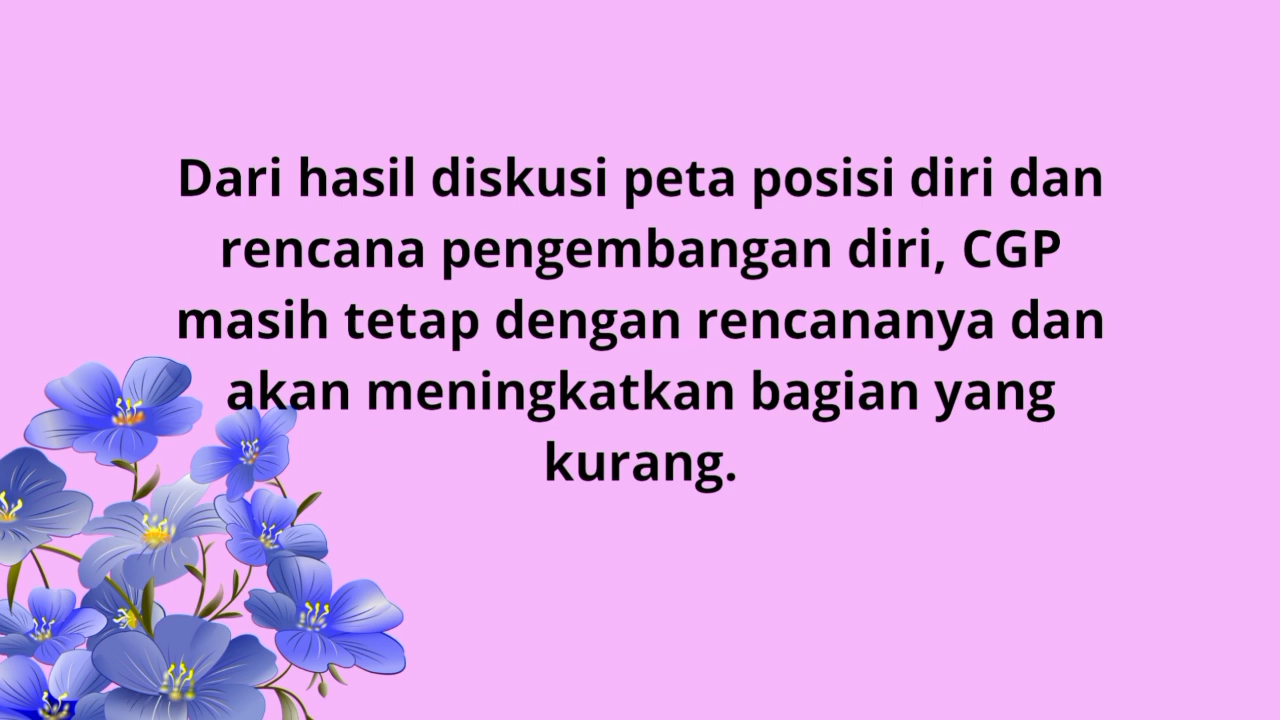 Dari hasil diskusi peta posisi diri dan
rencana pengembangan diri, CGP
masih tetap dengan rencananya dan
akan meningkatkan bagian yang
kurang.